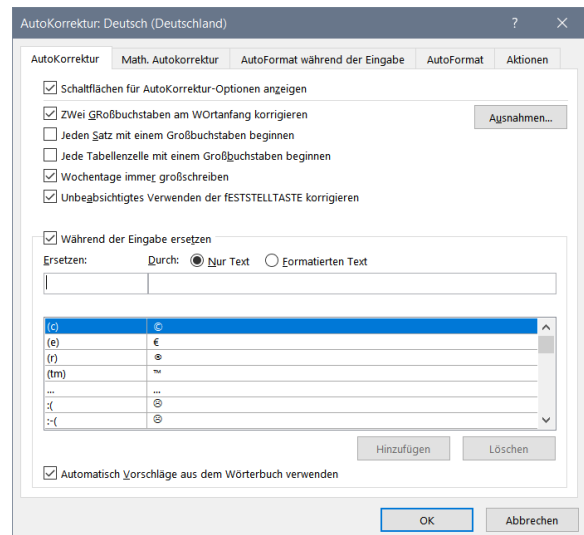 AutoKorrektur: Deutsch (Deutschland) ? ×
AutoKorrektur Math. Autokorrektur AutoFormat während der Eingabe AutoFormat Aktionen
Schaltflächen für AutoKorrektur-Optionen anzeigen
ZWei GRoßbuchstaben am WOrtanfang korrigieren
Ausnahmen...
Jeden Satz mit einem Großbuchstaben beginnen
Jede Tabellenzelle mit einem Großbuchstaben beginnen
Wochentage immer großschreiben
Unbeabsichtigtes Verwenden der fESTSTELLTASTE korrigieren
Während der Eingabe ersetzen
Ersetzen: Durch: Nur Text Formatierten Text
(c) ©
(e) €
(r) ®
(tm) ™
... ...
:( ☹
:-( ☹
Hinzufügen Löschen
Automatisch Vorschläge aus dem Wörterbuch verwenden
OK Abbrechen